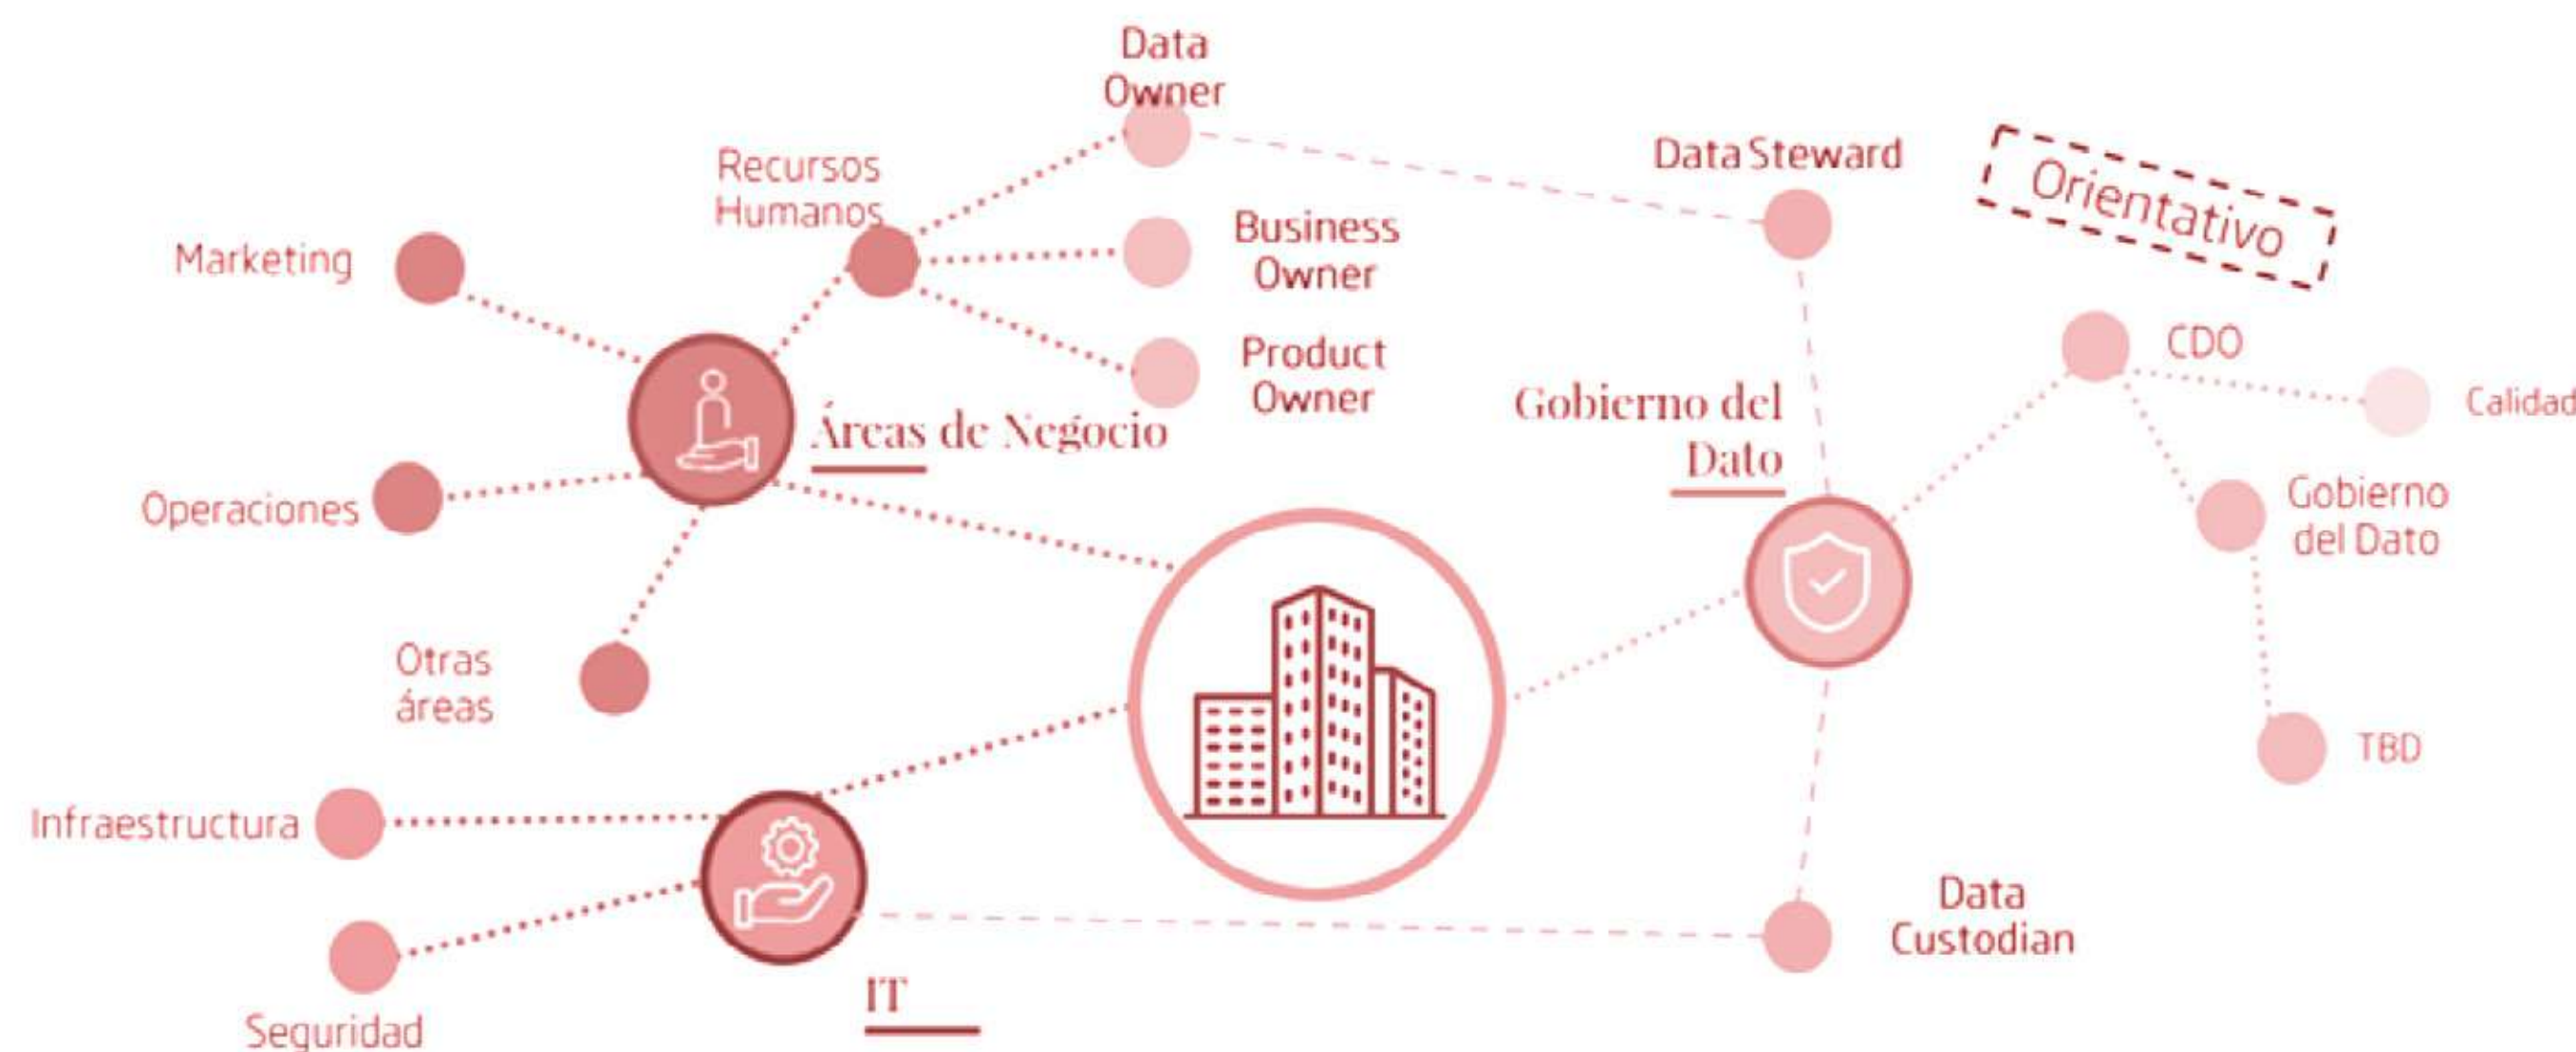 Data
Owner
Recursos
Humanos
Data Steward
Orientativo
Marketing
Business
Owner
Product
Owner
CDO
Calidad
Áreas de Negocio
Gobierno del
Dato
Operaciones
Gobierno
del Dato
Otras
áreas
TBD
Infraestructura
Data
Custodian
IT
Seguridad